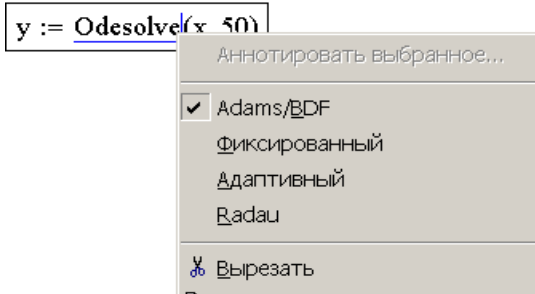 y := Odesolve(x, 50)
Аннотировать выбранное...
Adams/BDF
Фиксированный
Адаптивный
Radau
Вырезать